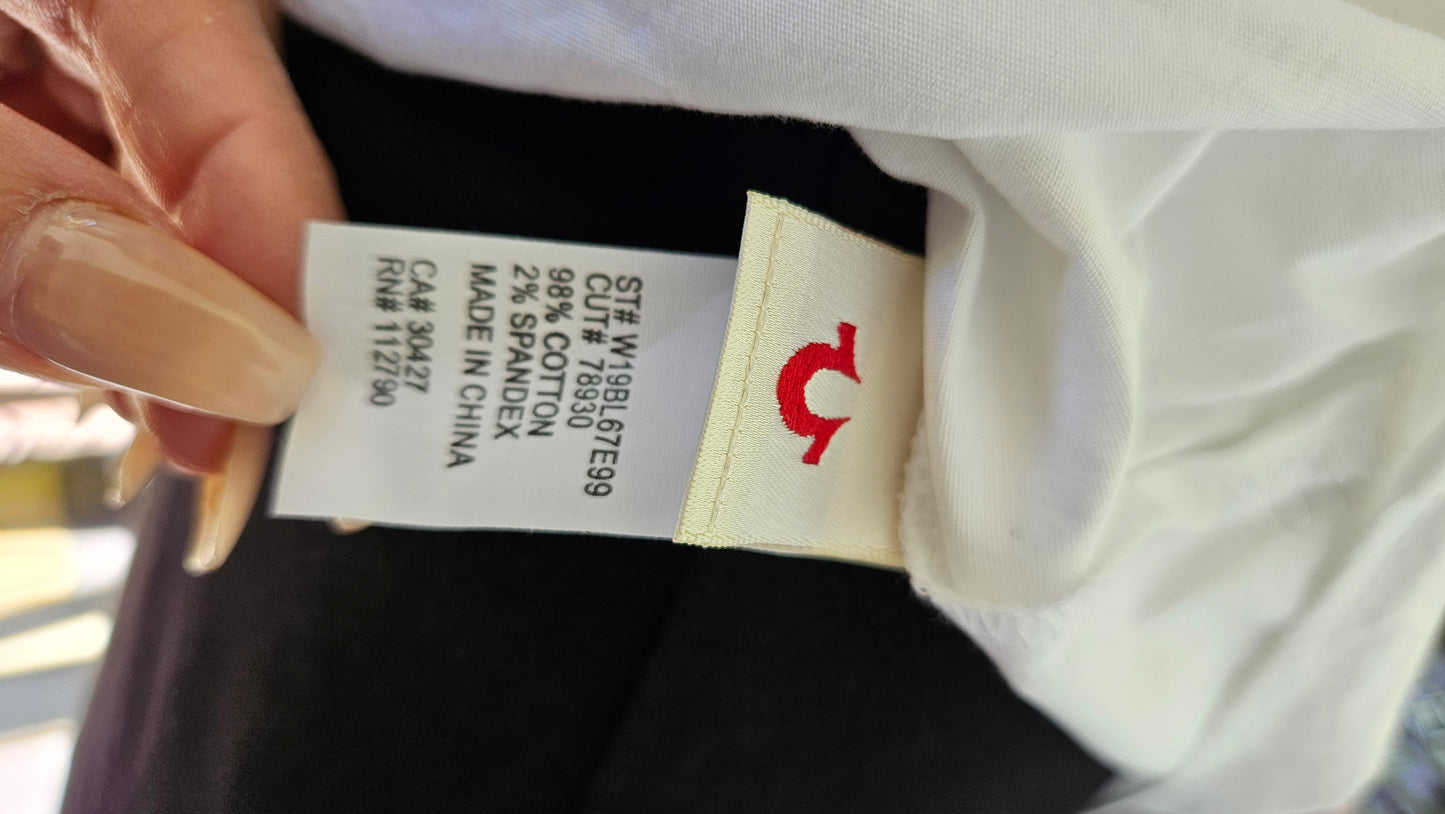 ST# W19BL67E99
CUT# 78930
98% COTTON
2% SPANDEX
MADE IN CHINA
CA# 30427
RN# 112790